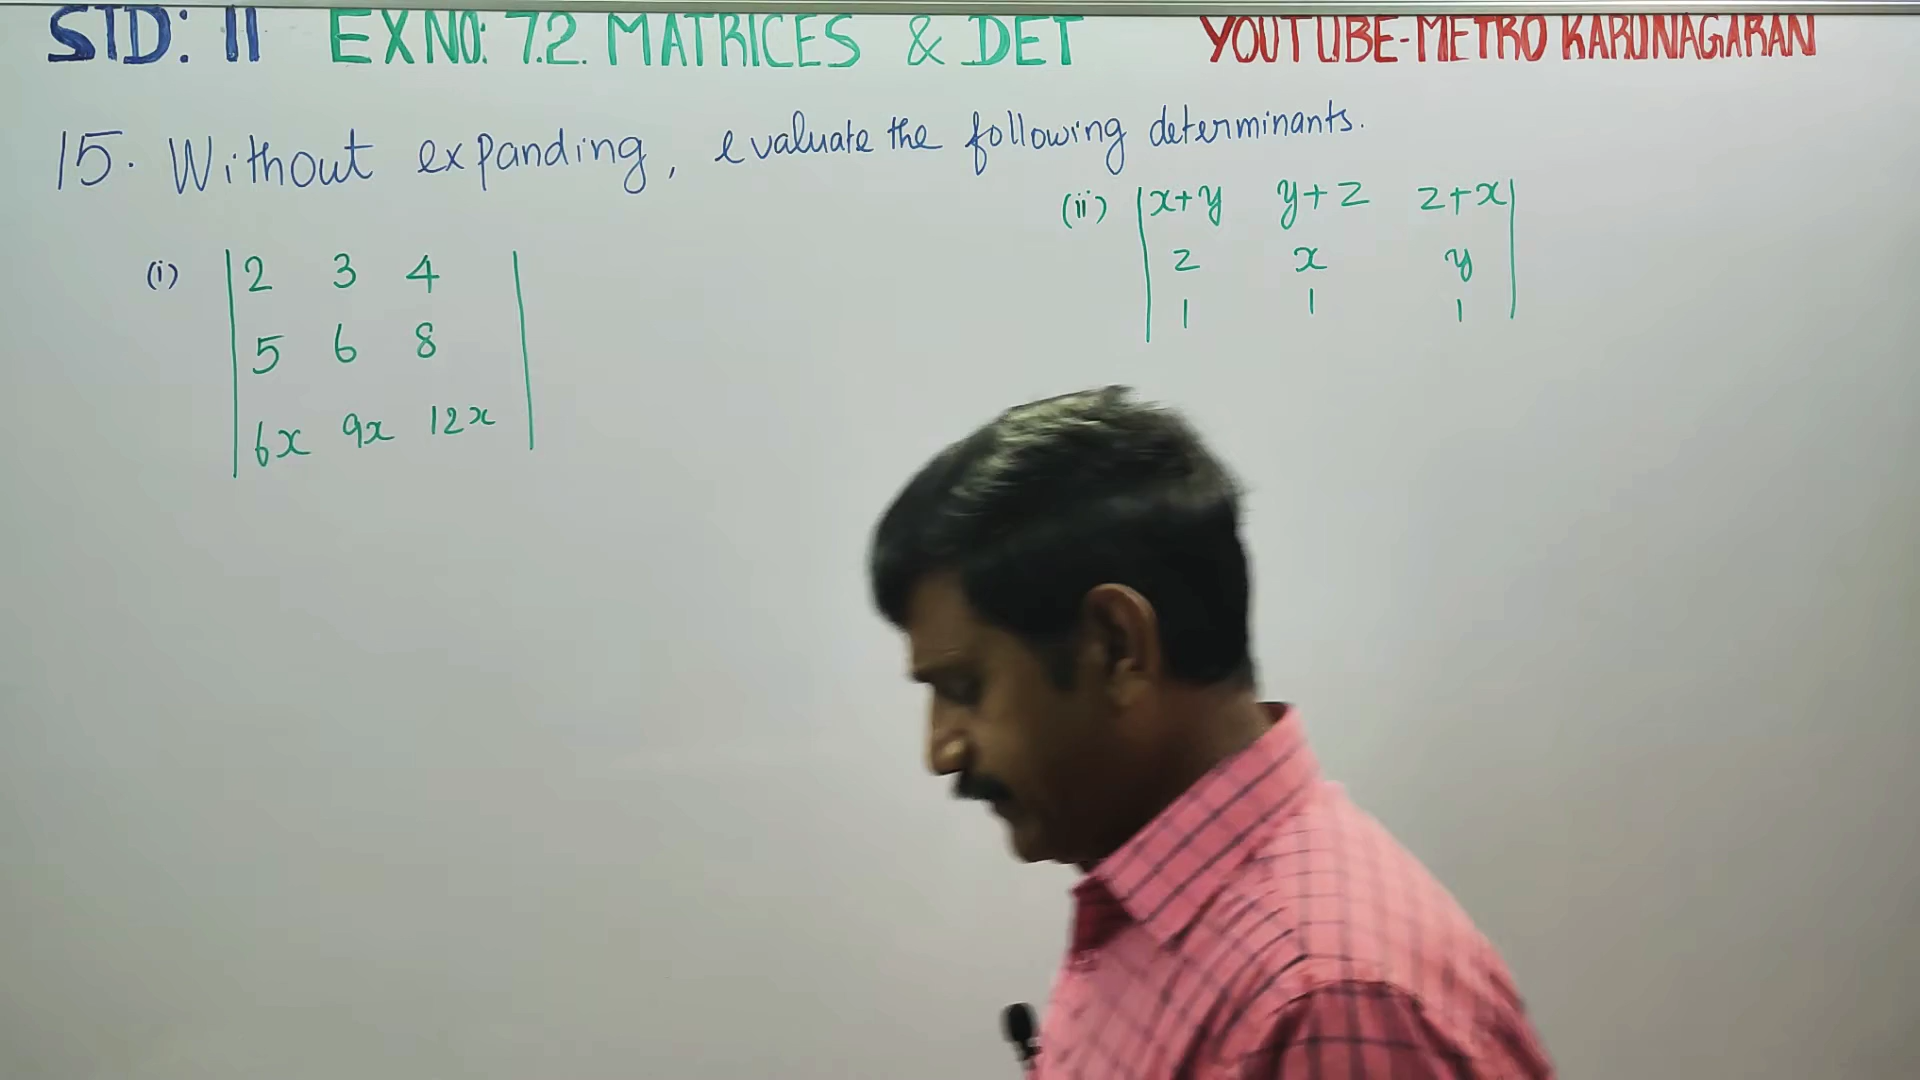 STD: 11 EX NO: 7.2. MATRICES & DET YOUTUBE-METRO KARUNAGARAN
15. Without expanding, evaluate the following determinants.
(i) |2 3 4|
|5 6 8|
|6x 9x 12x|
(ii) |x+y y+z z+x|
|z x y|
|1 1 1|